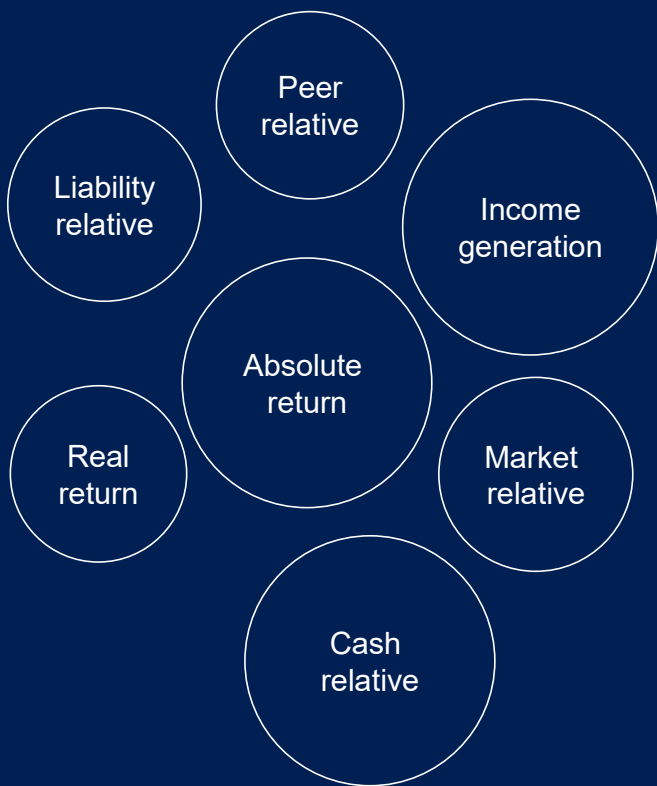 Peer
relative
Liability
relative
Income
generation
Absolute
return
Real
return
Market
relative
Cash
relative